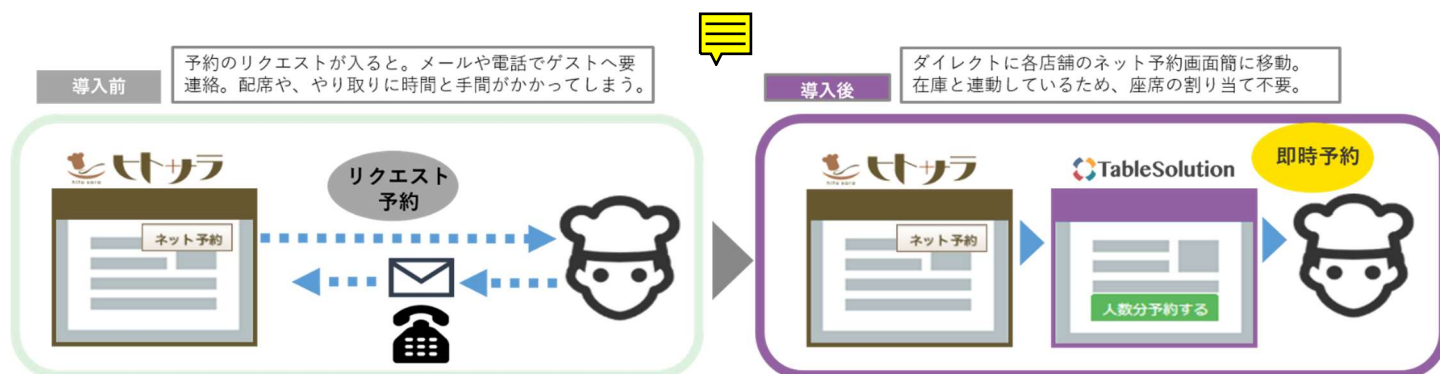 導入前
予約のリクエストが入ると。メールや電話でゲストへ要
連絡。配席や、やり取りに時間と手間がかかってしまう。
ヒトサラ
hito sara
ネット予約
リクエスト
予約
導入後
ダイレクトに各店舗のネット予約画面簡に移動。
在庫と連動しているため、座席の割り当て不要。
ヒトサラ
hito sara
ネット予約
TableSolution
人数分予約する
即時予約